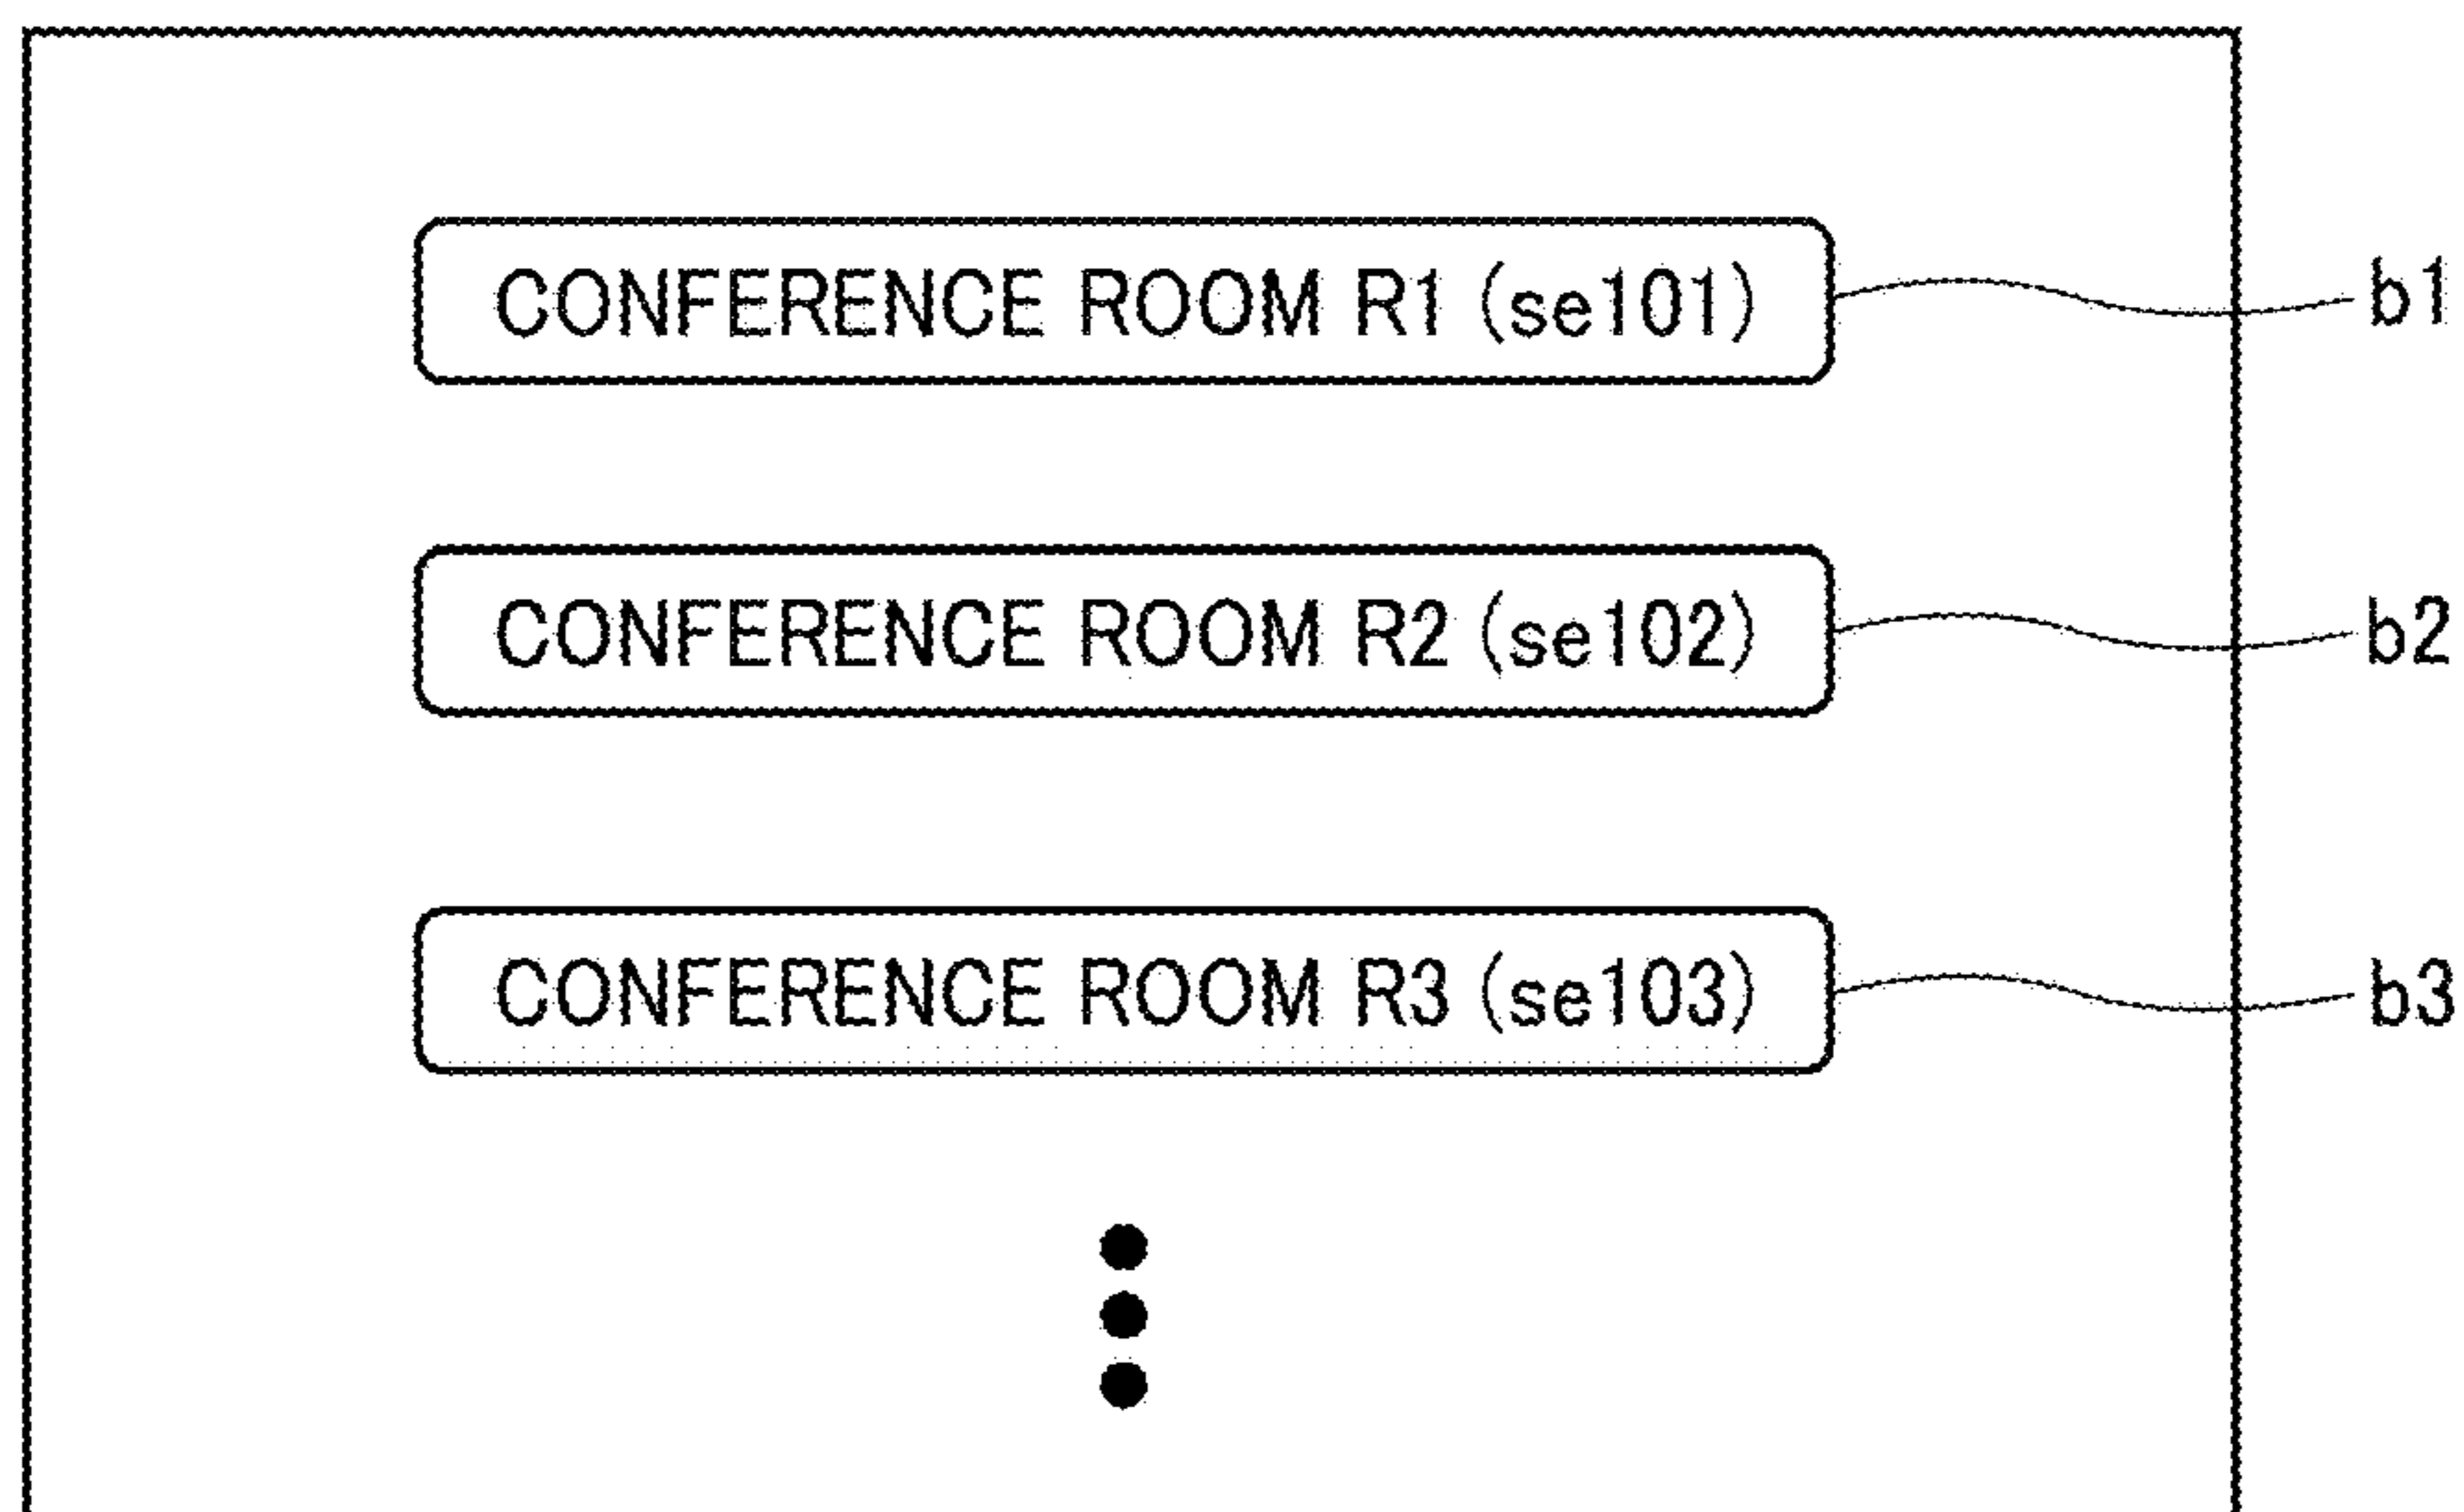 CONFERENCE ROOM R1 (se101) b1
CONFERENCE ROOM R2 (se102) b2
CONFERENCE ROOM R3 (se103) b3